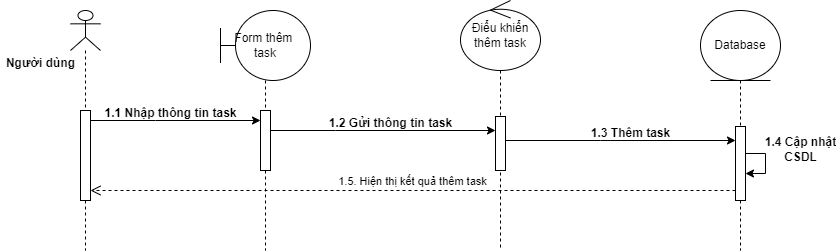 Form thêm
task
Điều khiển
thêm task
Database
Người dùng
1.1 Nhập thông tin task
1.2 Gửi thông tin task
1.3 Thêm task
1.4 Cập nhật
CSDL
1.5. Hiện thị kết quả thêm task